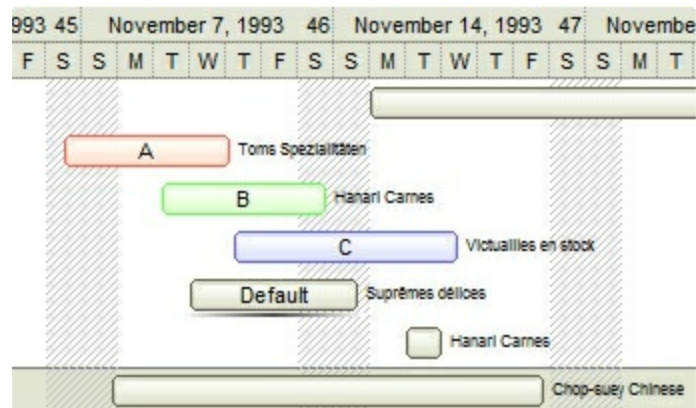 993 45 November 7, 1993 46 November 14, 1993 47 Novembe
F S S M T W T F S S M T W T F S S M T
A Toms Spezialitäten
B Hanari Carnes
C Victuailles en stock
Default Suprêmes délices
Hanari Carnes
Chop-suey Chinese